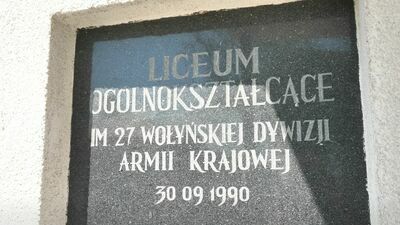 LICEUM
OGÓLNOKSZTAŁCĄCE
IM 27 WOŁYŃSKIEJ DYWIZJI
ARMII KRAJOWEJ
30 09 1990